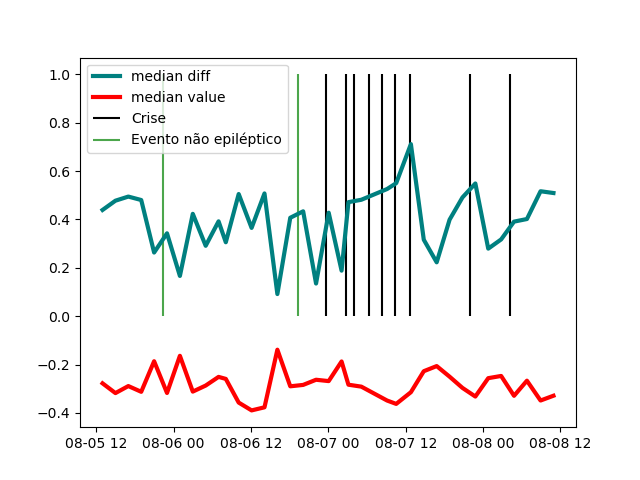 median diff
median value
Crise
Evento não epiléptico
1.0
0.8
0.6
0.4
0.2
0.0
−0.2
−0.4
08-05 12 08-06 00 08-06 12 08-07 00 08-07 12 08-08 00 08-08 12